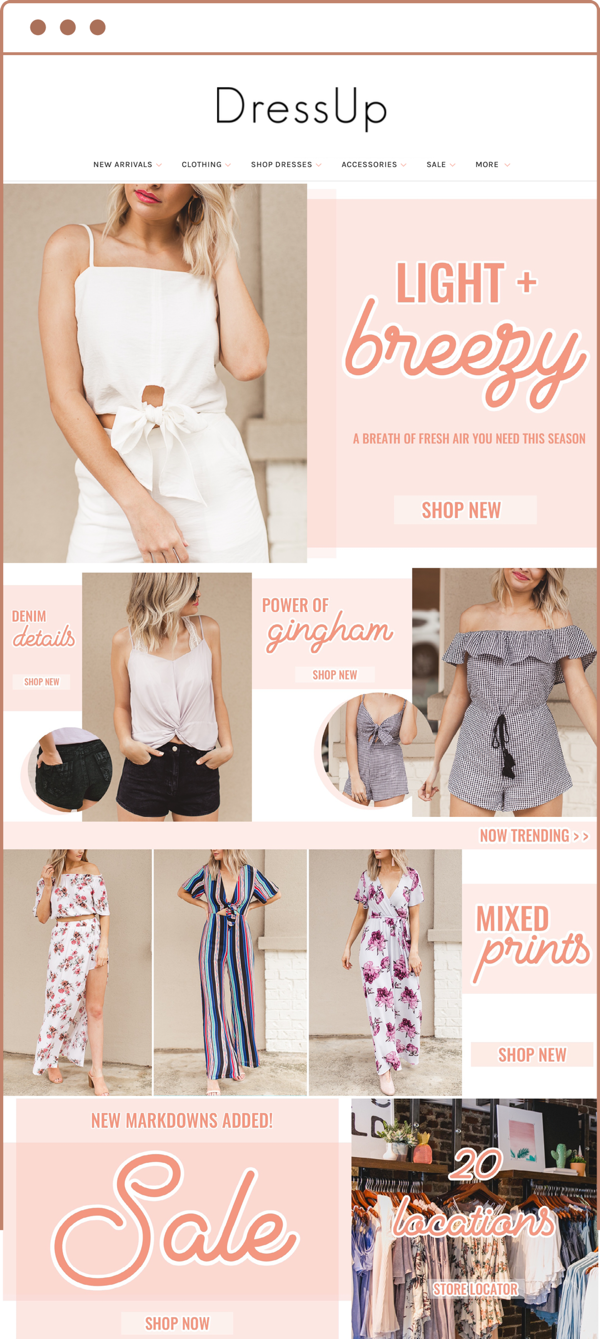 DressUp
NEW ARRIVALS CLOTHING SHOP DRESSES ACCESSORIES SALE MORE
LIGHT +
breezy
A BREATH OF FRESH AIR YOU NEED THIS SEASON
SHOP NEW
DENIM
details
SHOP NEW
POWER OF
gingham
SHOP NEW
NOW TRENDING > >
MIXED
prints
SHOP NEW
NEW MARKDOWNS ADDED!
Sale
SHOP NOW
20
locations
STORE LOCATOR